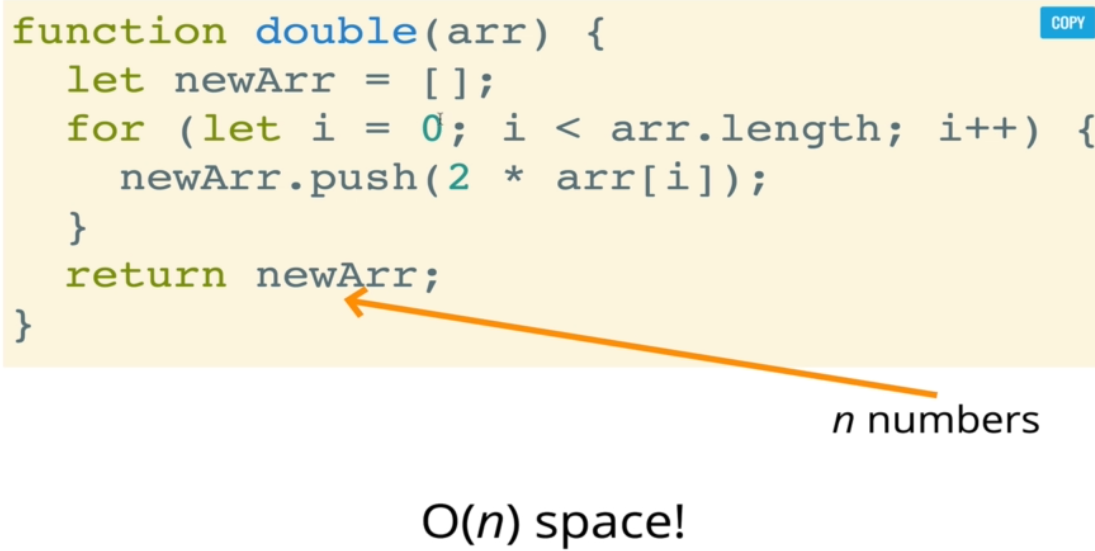 function double(arr) {
COPY
  let newArr = [];
  for (let i = 0; i < arr.length; i++) {
    newArr.push(2 * arr[i]);
  }
  return newArr;
}
n numbers
O(n) space!